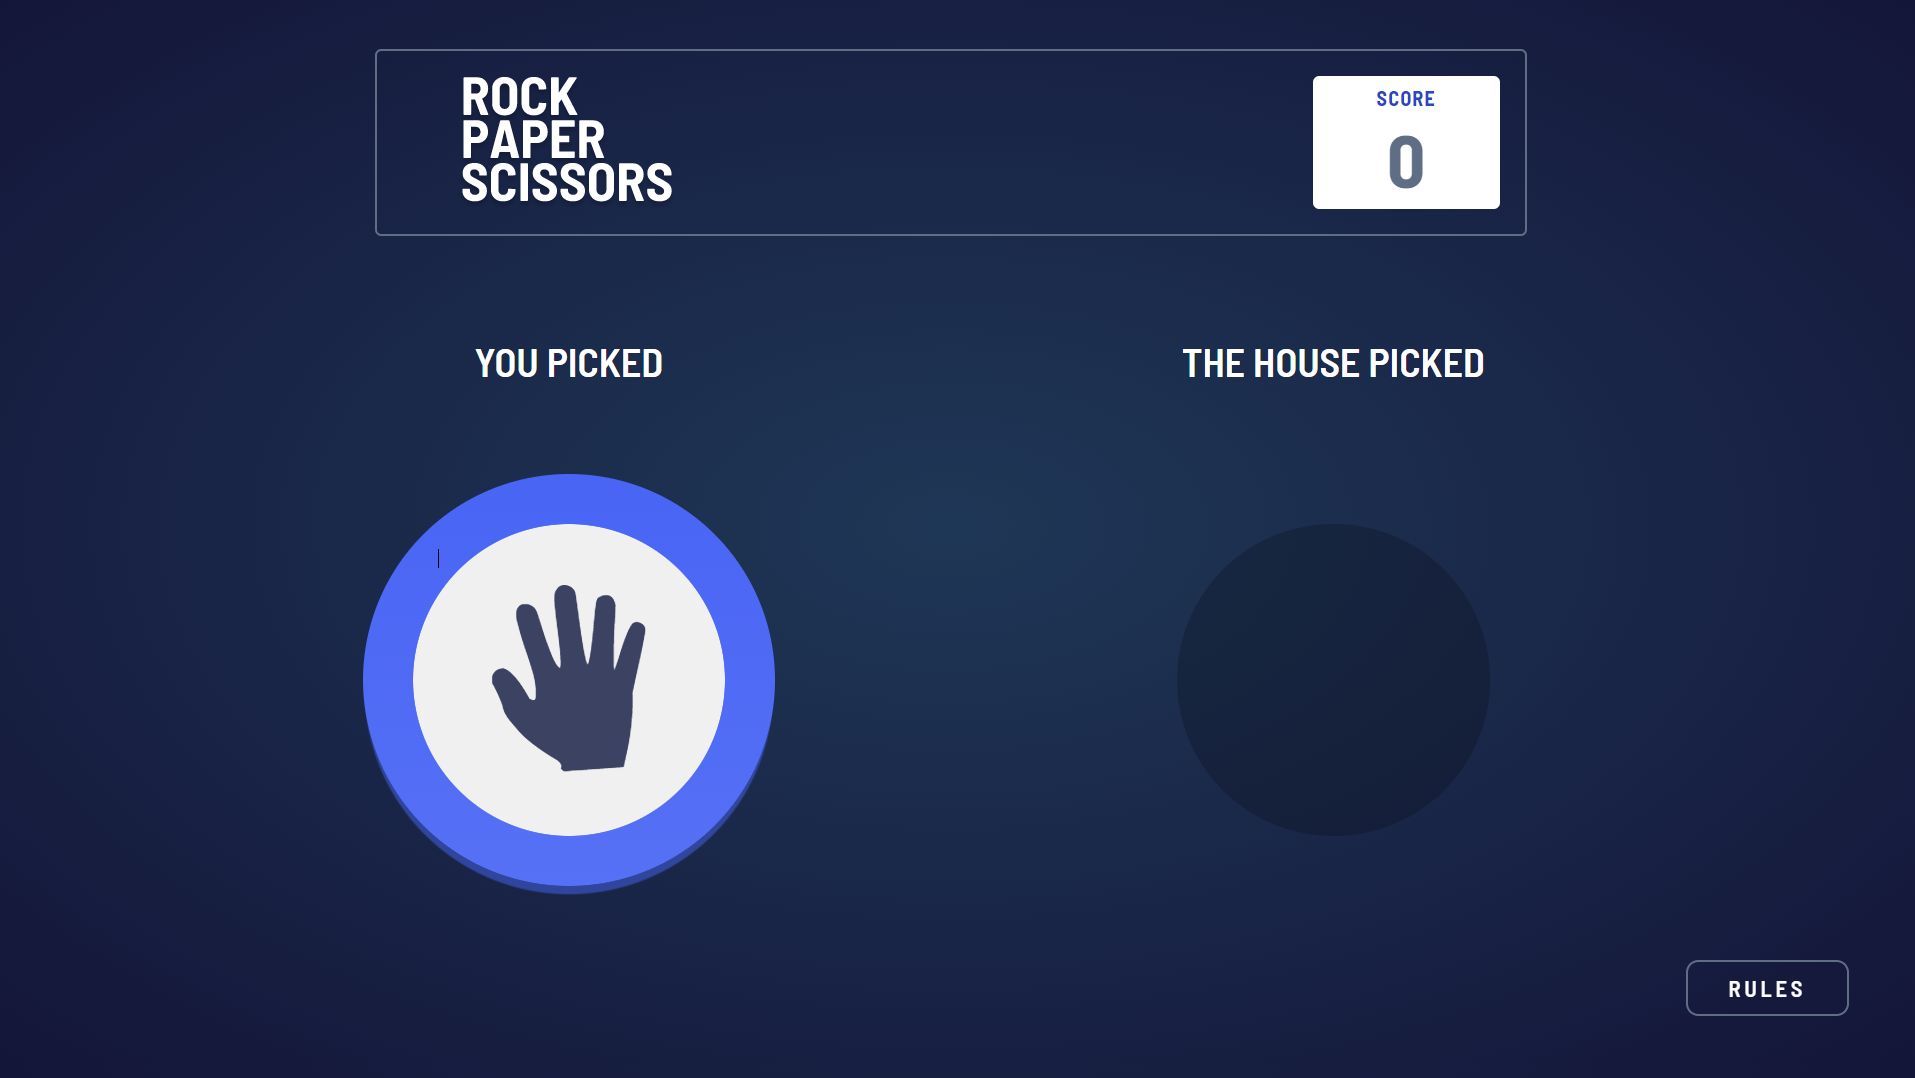 ROCK
PAPER
SCISSORS
SCORE
0
YOU PICKED
THE HOUSE PICKED
RULES